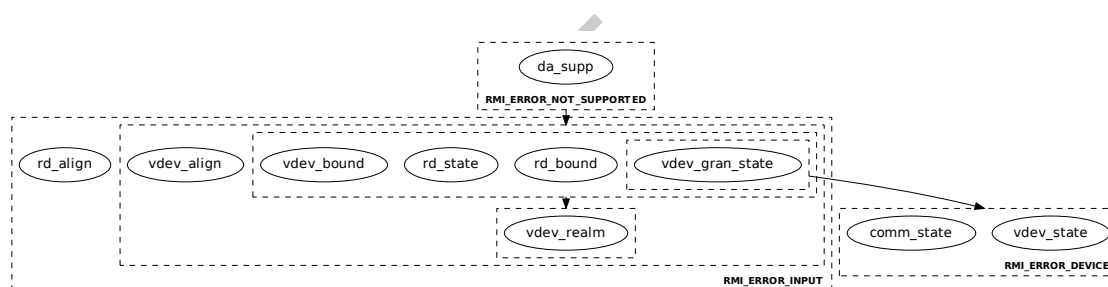 da_supp
RMI_ERROR_NOT_SUPPORTED
rd_align vdev_align vdev_bound rd_state rd_bound vdev_gran_state
vdev_realm comm_state vdev_state
RMI_ERROR_DEVICE
RMI_ERROR_INPUT